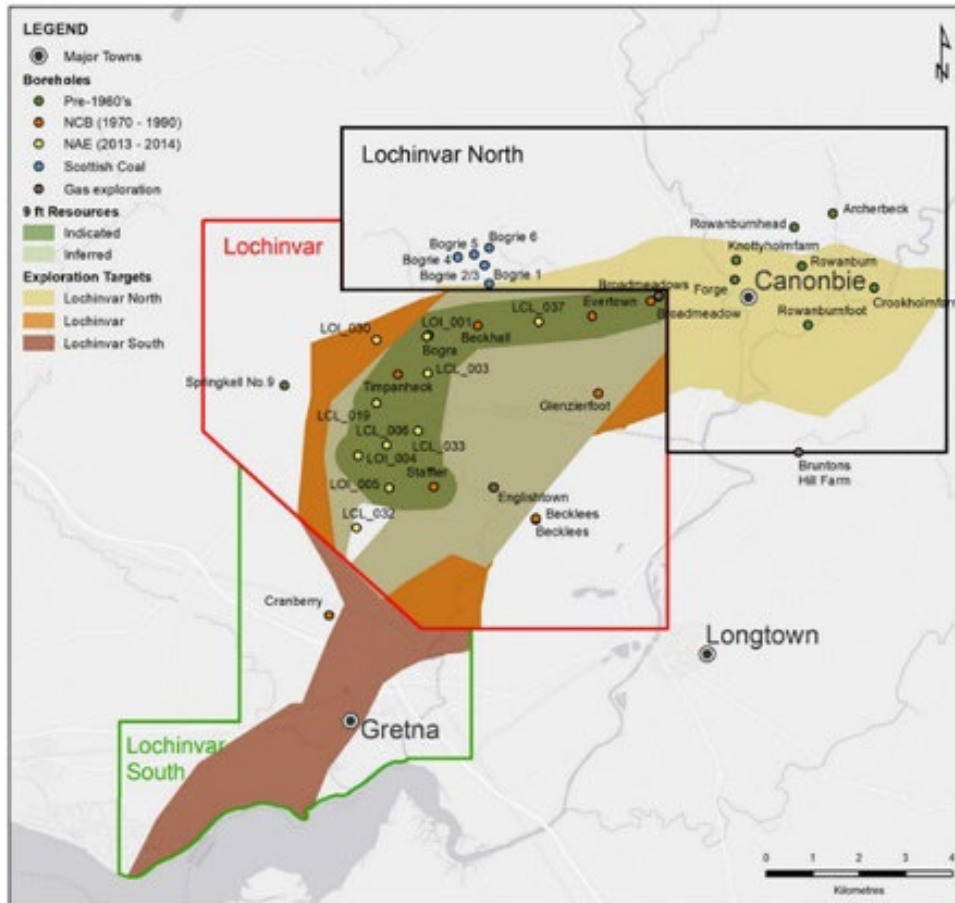 LEGEND
Major Towns
Boreholes
Pre-1960's
NCB (1970 - 1990)
NAE (2013 - 2014)
Scottish Coal
Gas exploration
9 ft Resources
Indicated
Inferred
Exploration Targets
Lochinvar North
Lochinvar
Lochinvar South
N
Lochinvar North
Archerbeck
Rowanburnhead
Bogrie 6
Bogrie 5
Lochinvar
Knottyholmfarm
Bogrie 4
Rowanburn
Bogrie 2/3
Bogrie 1
Canonbie
Broadmeadows
Forge
Crookholmfarm
LCL_037
Evertown
Broadmeadow
Rowanburnfoot
LOI_030
LOI_001
Beckhall
Bogra
LCL_003
Springkell No.9
Timpanheck
Glenzierfoot
LCL_019
LCL_006
LCL_033
LOI_004
Bruntons
Hill Farm
Staffler
LOI_005
Englishtown
LCL_032
Becklees
Becklees
Cranberry
Longtown
Gretna
Lochinvar
South
0 1 2 3 4
Kilometres